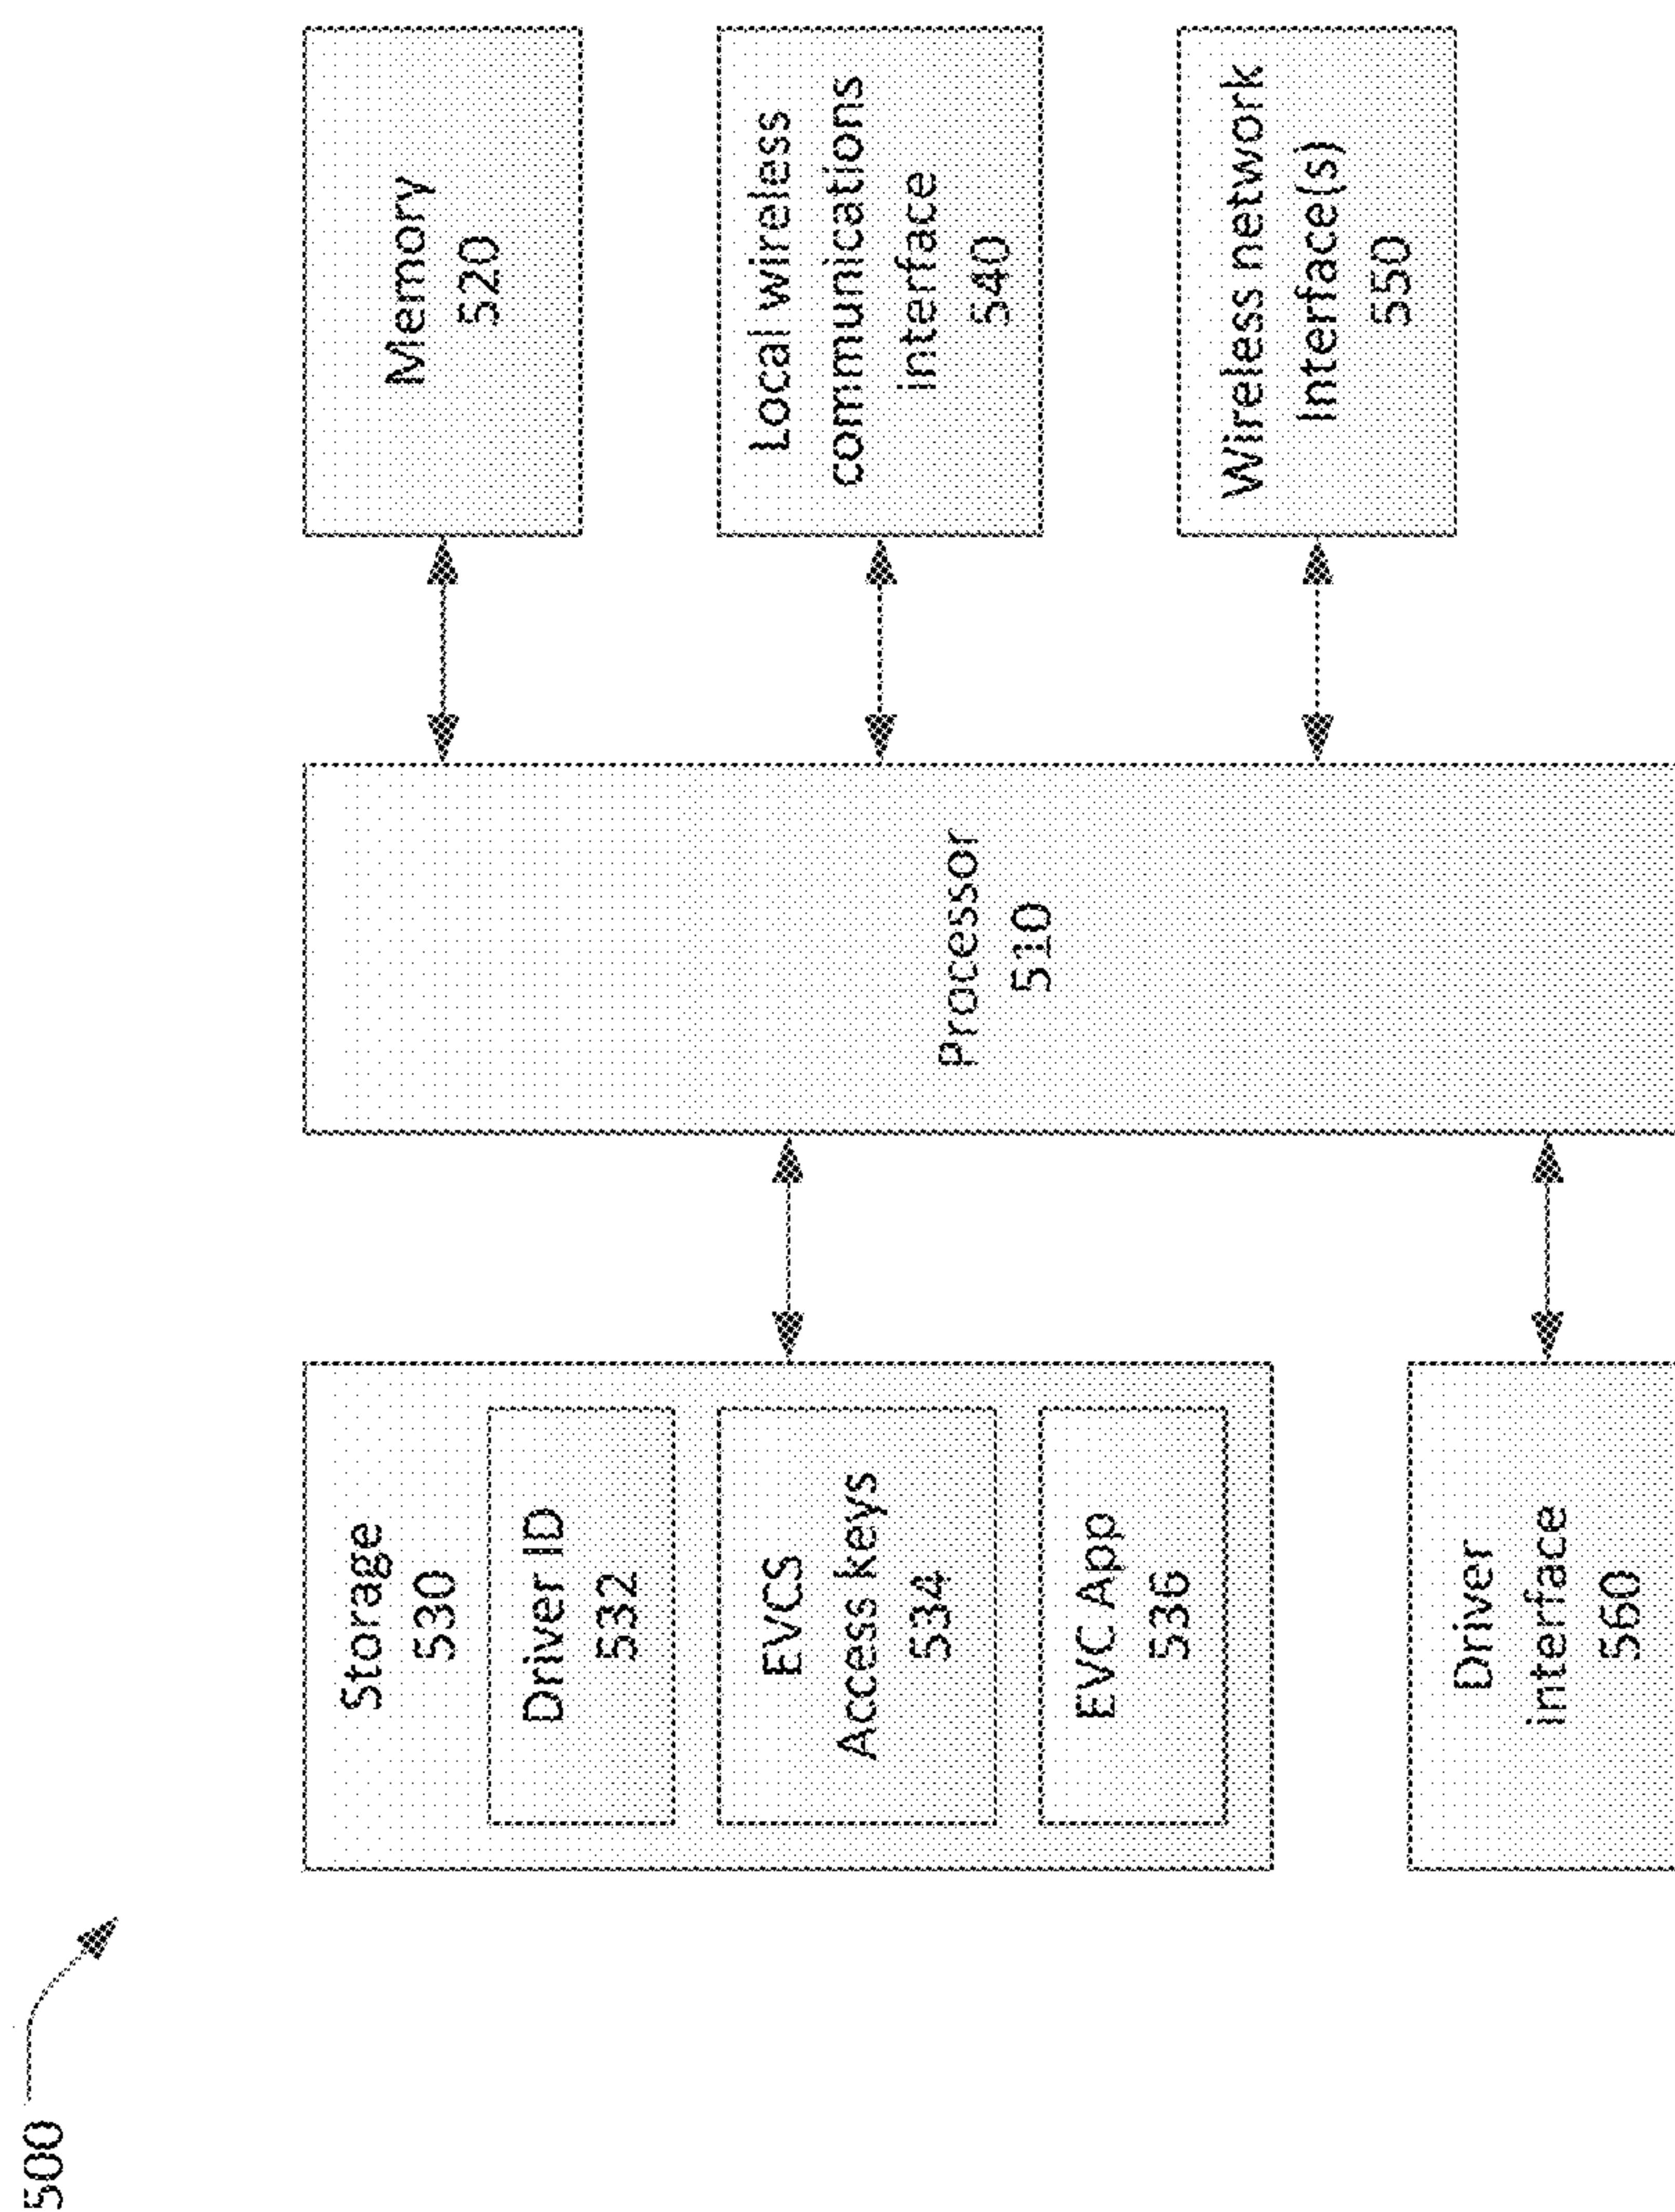 500
Storage
530
Driver ID
532
EVCS
Access keys
534
EVC App
536
Driver
interface
560
Processor
510
Memory
520
Local wireless
communications
interface
540
Wireless network
Interface(s)
550